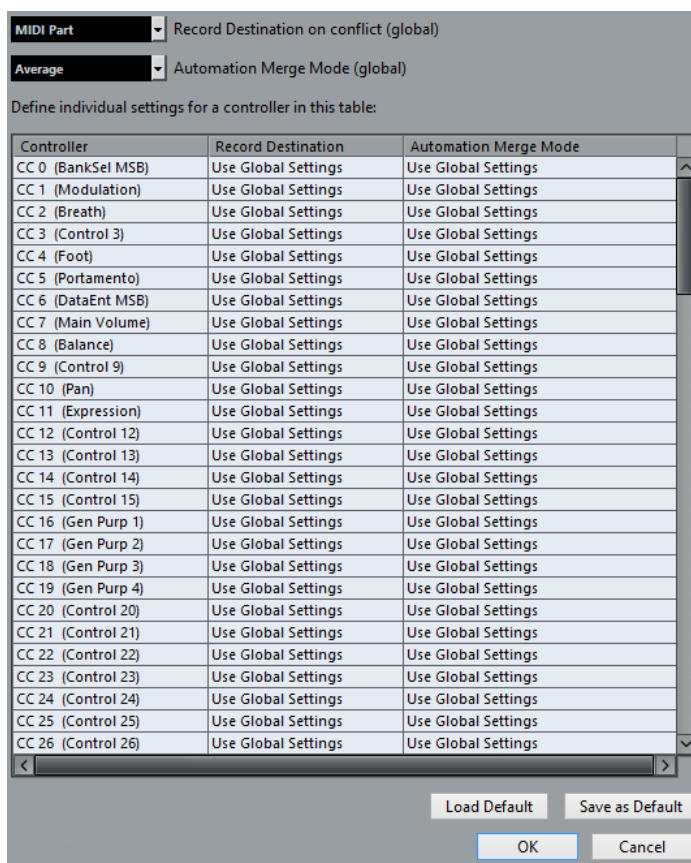 MIDI Part Record Destination on conflict (global)
Average Automation Merge Mode (global)
Define individual settings for a controller in this table:
Controller Record Destination Automation Merge Mode
CC 0 (BankSel MSB) Use Global Settings Use Global Settings
CC 1 (Modulation) Use Global Settings Use Global Settings
CC 2 (Breath) Use Global Settings Use Global Settings
CC 3 (Control 3) Use Global Settings Use Global Settings
CC 4 (Foot) Use Global Settings Use Global Settings
CC 5 (Portamento) Use Global Settings Use Global Settings
CC 6 (DataEnt MSB) Use Global Settings Use Global Settings
CC 7 (Main Volume) Use Global Settings Use Global Settings
CC 8 (Balance) Use Global Settings Use Global Settings
CC 9 (Control 9) Use Global Settings Use Global Settings
CC 10 (Pan) Use Global Settings Use Global Settings
CC 11 (Expression) Use Global Settings Use Global Settings
CC 12 (Control 12) Use Global Settings Use Global Settings
CC 13 (Control 13) Use Global Settings Use Global Settings
CC 14 (Control 14) Use Global Settings Use Global Settings
CC 15 (Control 15) Use Global Settings Use Global Settings
CC 16 (Gen Purp 1) Use Global Settings Use Global Settings
CC 17 (Gen Purp 2) Use Global Settings Use Global Settings
CC 18 (Gen Purp 3) Use Global Settings Use Global Settings
CC 19 (Gen Purp 4) Use Global Settings Use Global Settings
CC 20 (Control 20) Use Global Settings Use Global Settings
CC 21 (Control 21) Use Global Settings Use Global Settings
CC 22 (Control 22) Use Global Settings Use Global Settings
CC 23 (Control 23) Use Global Settings Use Global Settings
CC 24 (Control 24) Use Global Settings Use Global Settings
CC 25 (Control 25) Use Global Settings Use Global Settings
CC 26 (Control 26) Use Global Settings Use Global Settings
Load Default Save as Default
OK Cancel